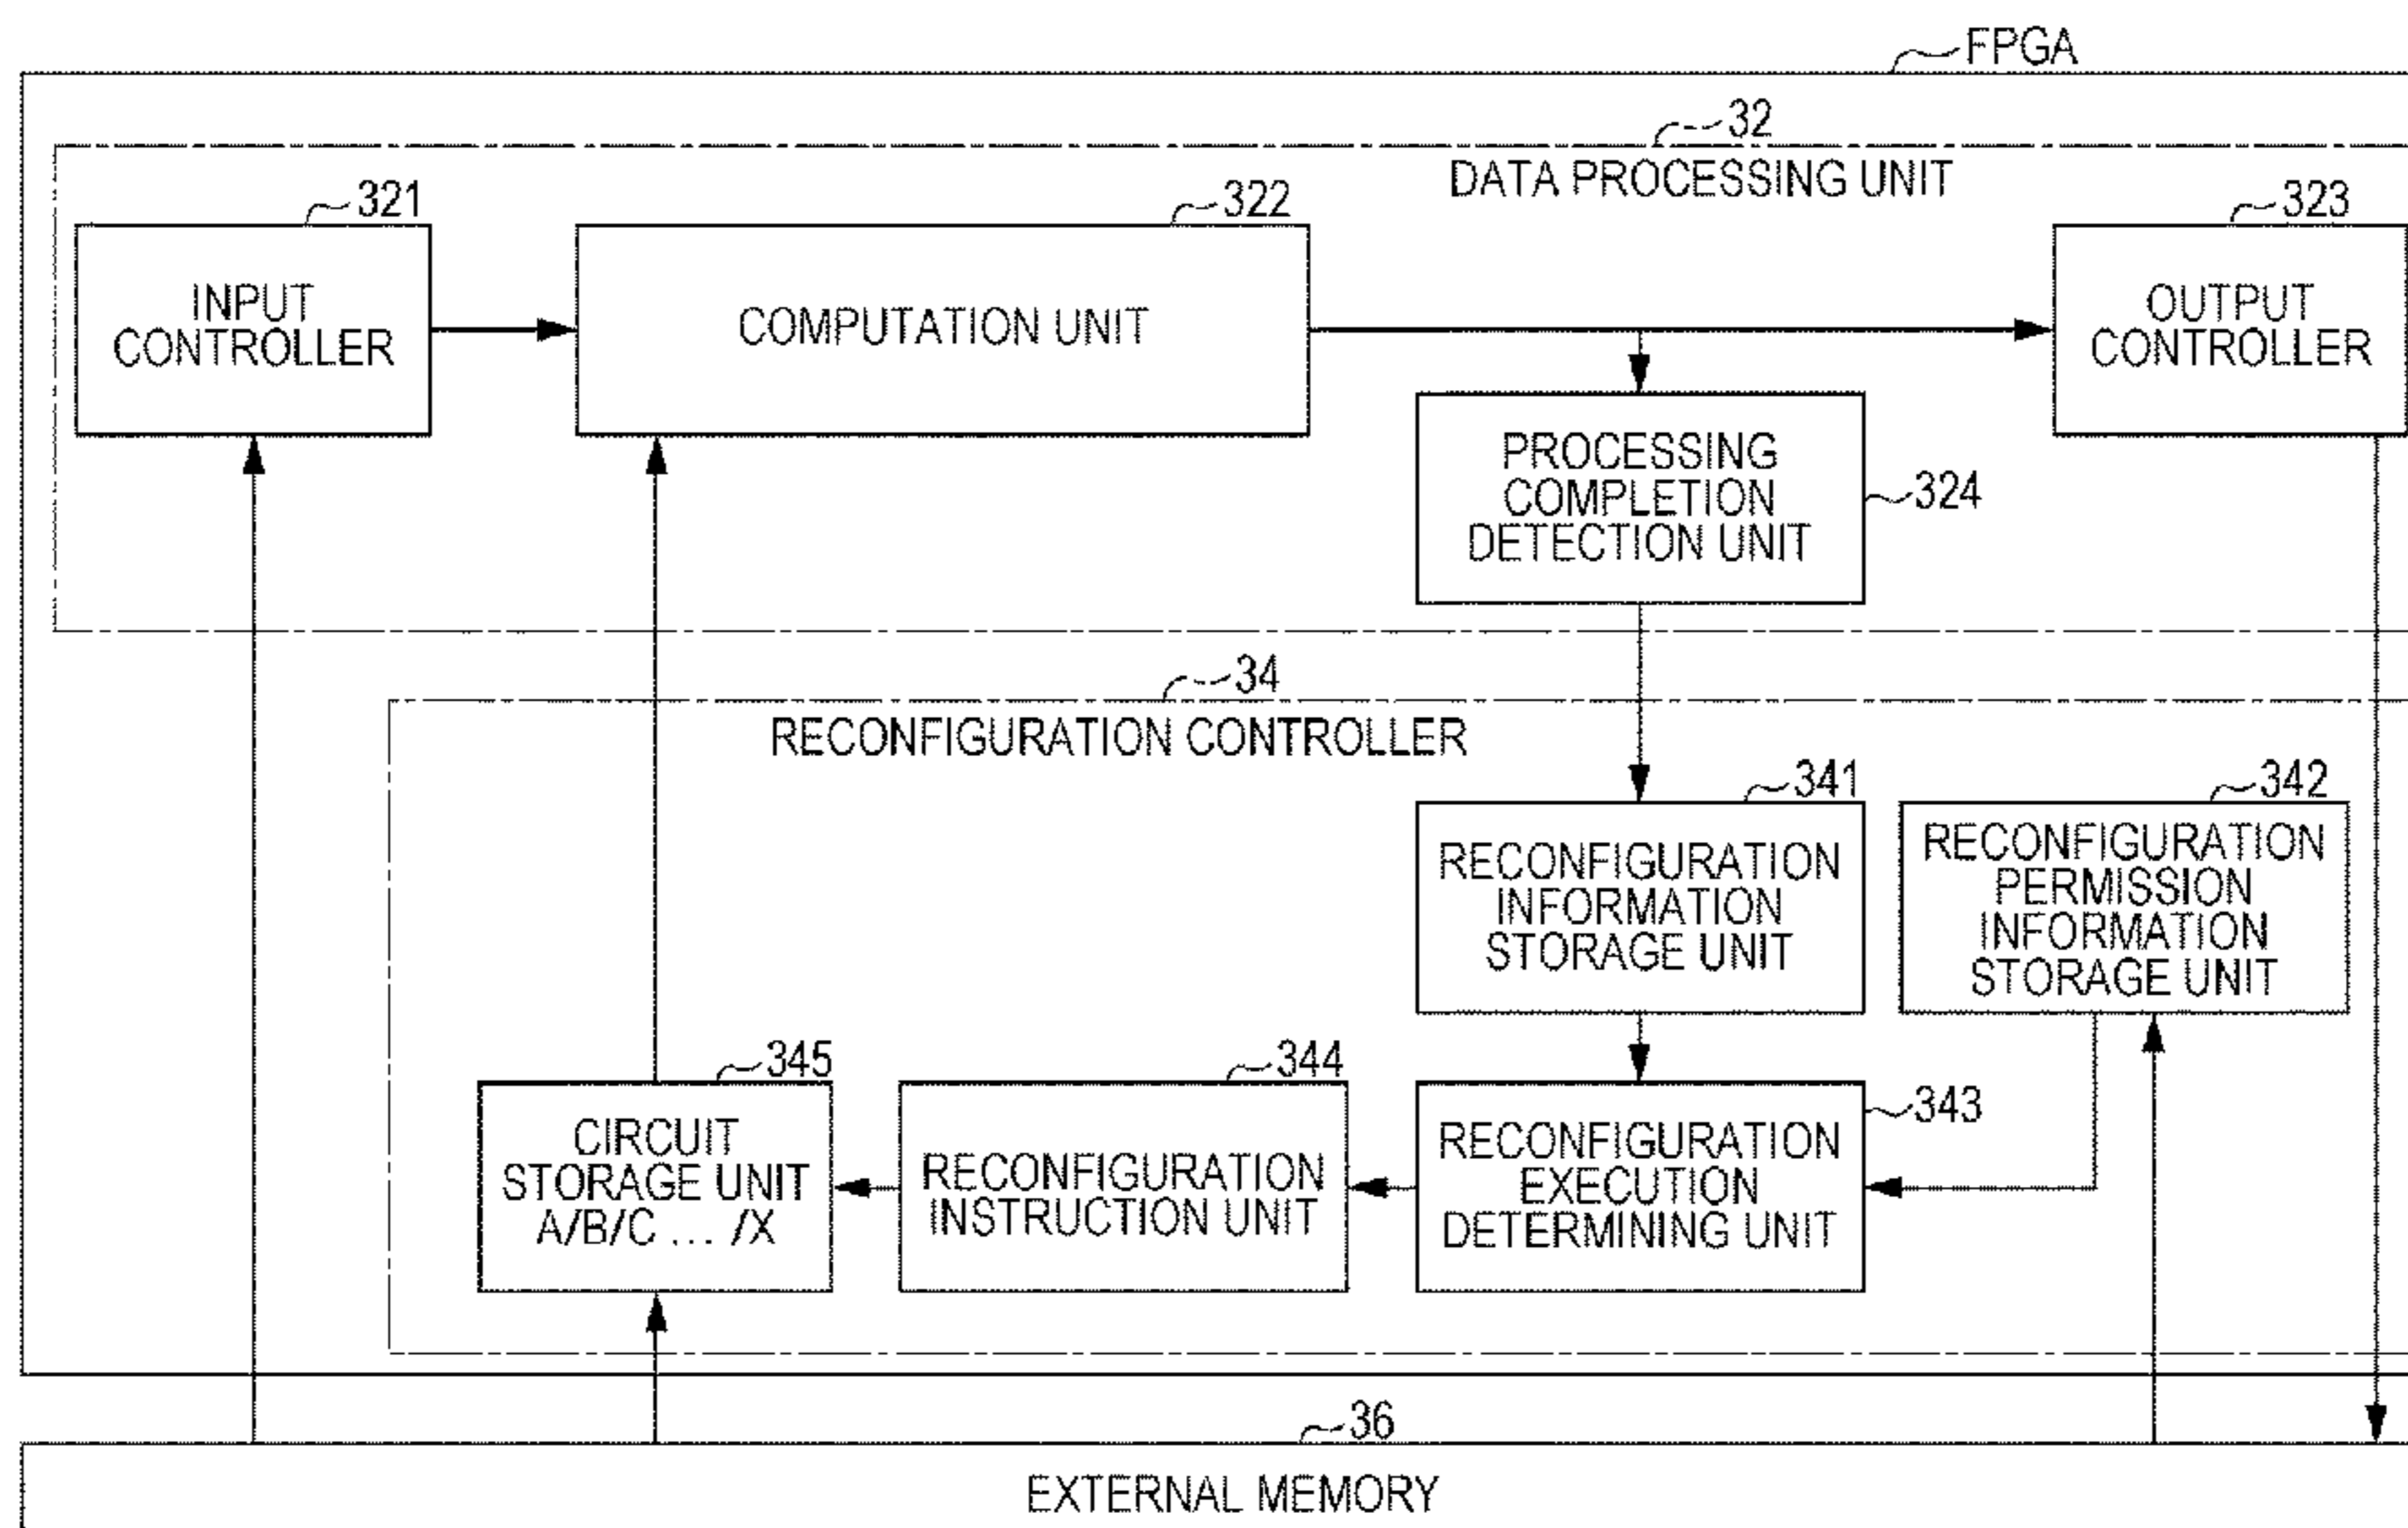 FPGA
32
DATA PROCESSING UNIT
321
322
323
INPUT
CONTROLLER
COMPUTATION UNIT
OUTPUT
CONTROLLER
PROCESSING
COMPLETION
DETECTION UNIT
324
34
RECONFIGURATION CONTROLLER
341
342
RECONFIGURATION
INFORMATION
STORAGE UNIT
RECONFIGURATION
PERMISSION
INFORMATION
STORAGE UNIT
345
344
343
CIRCUIT
STORAGE UNIT
A/B/C ... /X
RECONFIGURATION
INSTRUCTION UNIT
RECONFIGURATION
EXECUTION
DETERMINING UNIT
36
EXTERNAL MEMORY